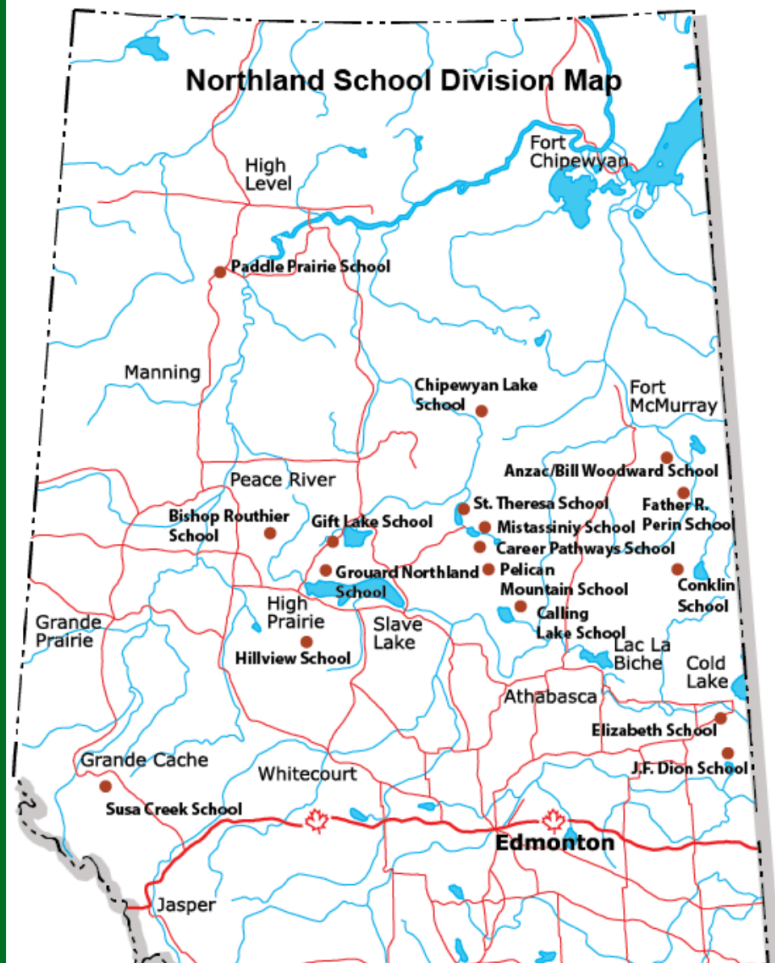 Northland School Division Map
Fort
Chipewyan
High
Level
Paddle Prairie School
Manning
Chipewyan Lake
School
Fort
McMurray
Anzac/Bill Woodward School
Peace River
St. Theresa School
Father R.
Perin School
Bishop Routhier
School
Gift Lake School
Mistassiniy School
Career Pathways School
Grouard Northland
School
Pelican
Mountain School
Conklin
School
High
Prairie
Calling
Lake School
Grande
Prairie
Slave
Lake
Hillview School
Lac La
Biche
Cold
Lake
Athabasca
Elizabeth School
Grande Cache
J.F. Dion School
Whitecourt
Susa Creek School
Edmonton
Jasper